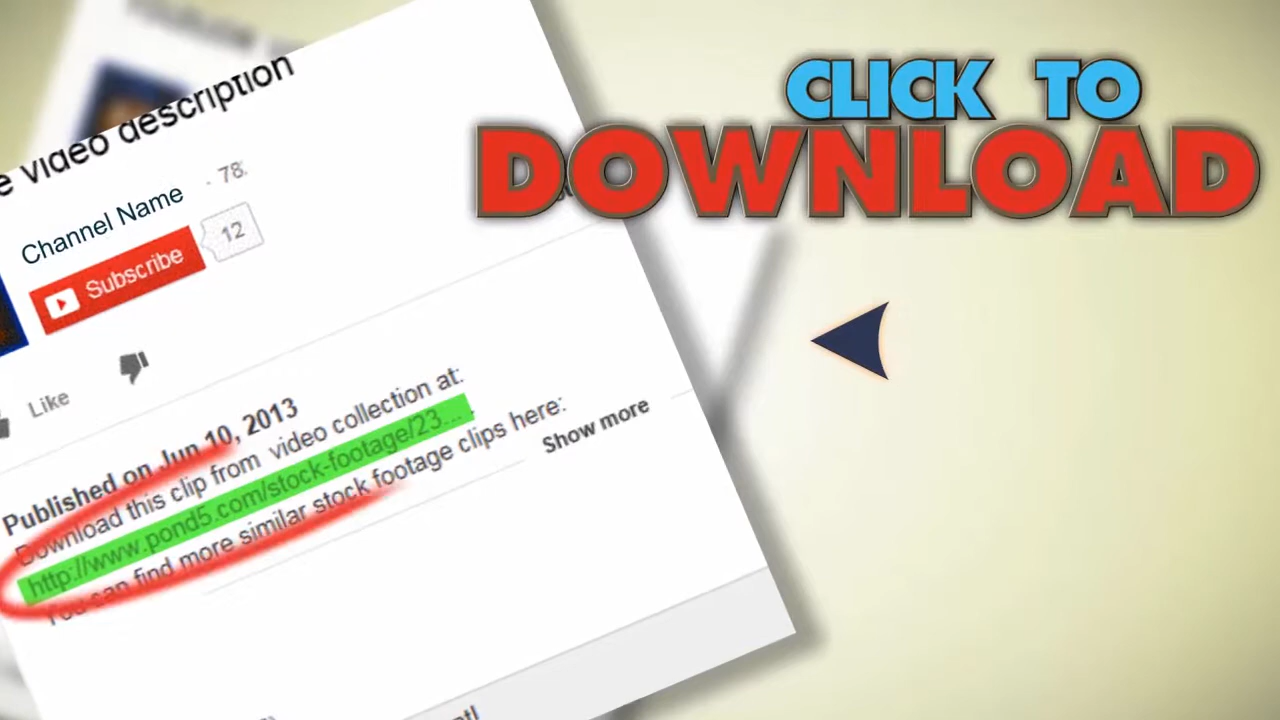 CLICK TO
DOWNLOAD
e video description
Channel Name
78
Subscribe
12
Like
Published on Jun 10, 2013
Download this clip from video collection at:
http://www.pond5.com/stock-footage/23...
You can find more similar stock footage clips here:
Show more